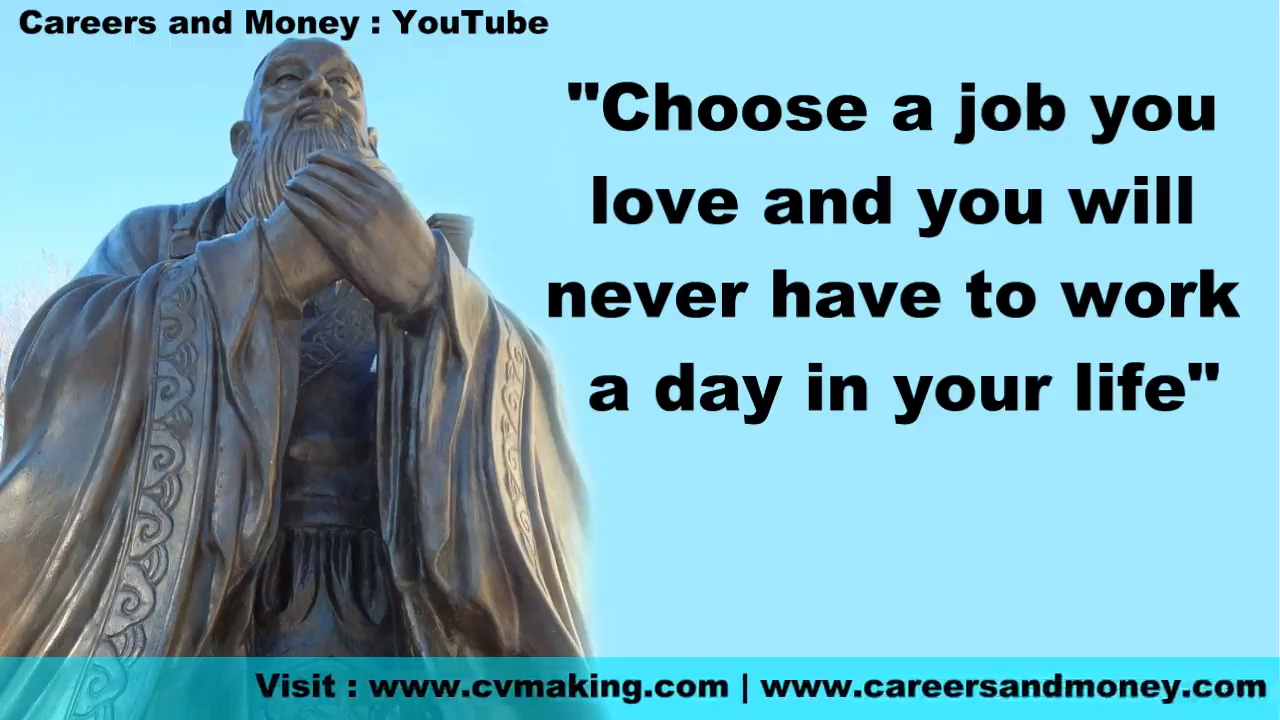 Careers and Money : YouTube
"Choose a job you
love and you will
never have to work
a day in your life"
Visit : www.cvmaking.com | www.careersandmoney.com